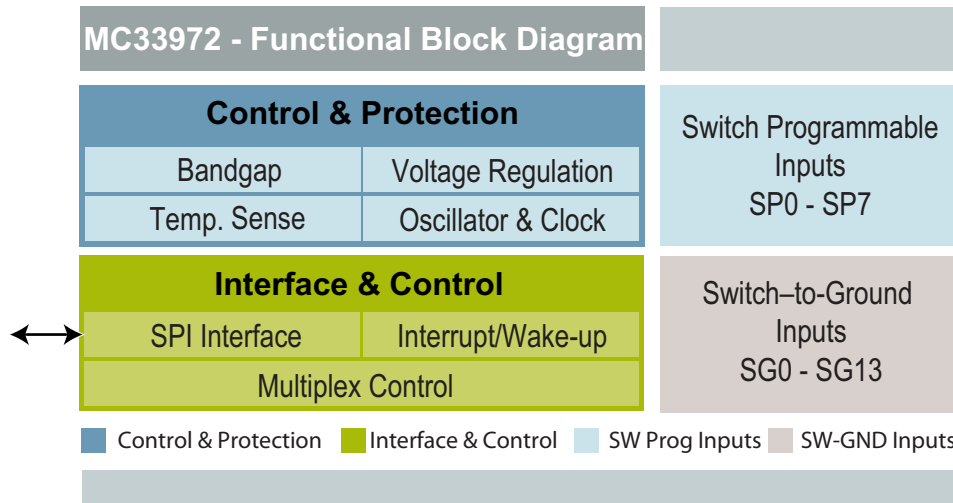 MC33972 - Functional Block Diagram
Control & Protection
Bandgap
Voltage Regulation
Temp. Sense
Oscillator & Clock
Switch Programmable
Inputs
SP0 - SP7
Interface & Control
SPI Interface
Interrupt/Wake-up
Multiplex Control
Switch–to-Ground
Inputs
SG0 - SG13
Control & Protection
Interface & Control
SW Prog Inputs
SW-GND Inputs